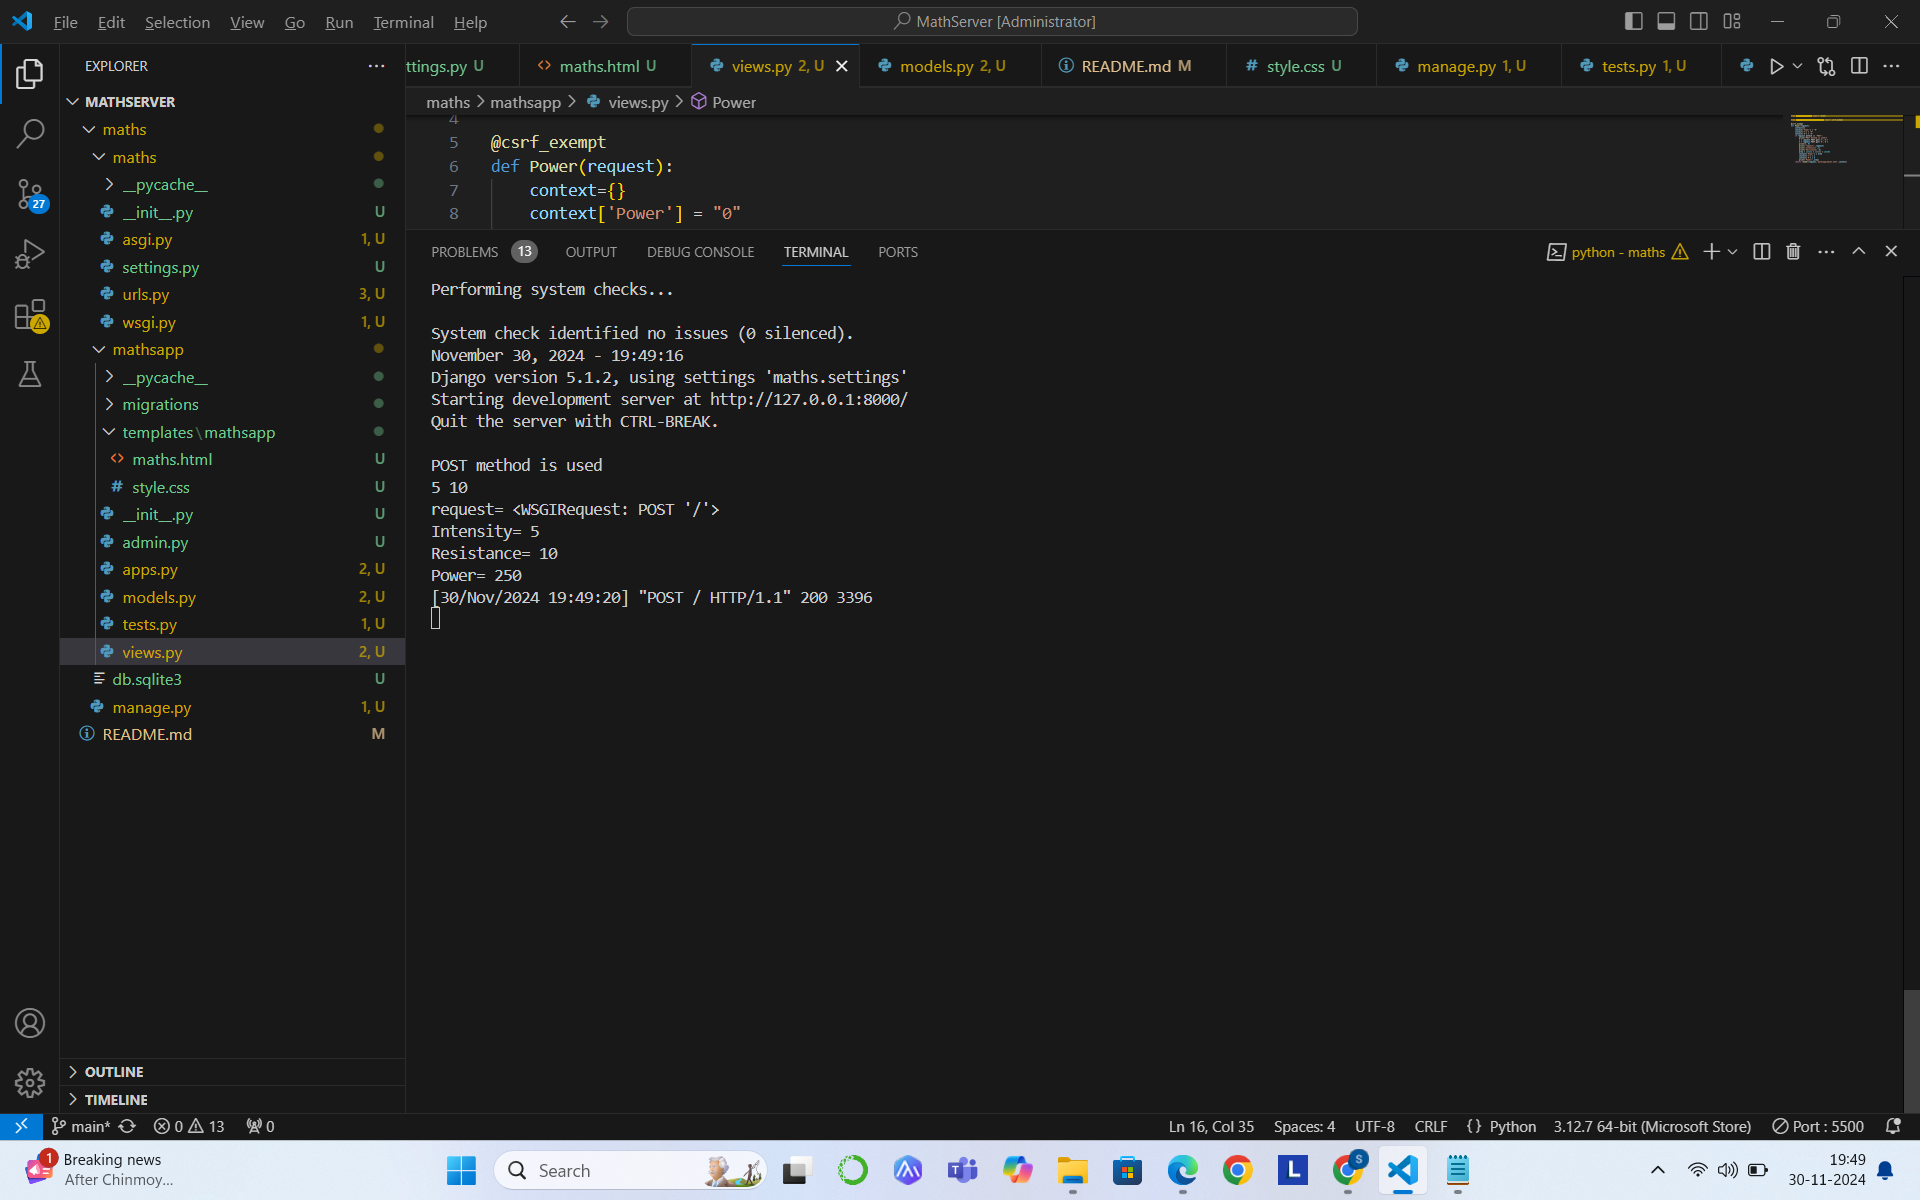 File Edit Selection View Go Run Terminal Help
MathServer [Administrator]
EXPLORER
ttings.py U
maths.html U
views.py 2, U
models.py 2, U
README.md M
style.css U
manage.py 1, U
tests.py 1, U
maths > mathsapp > views.py > Power
MATHSERVER
maths
maths
__pycache__
__init__.py U
asgi.py 1, U
settings.py U
urls.py 3, U
wsgi.py 1, U
mathsapp
__pycache__
migrations
templates\mathsapp
maths.html U
style.css U
__init__.py U
admin.py U
apps.py 2, U
models.py 2, U
tests.py 1, U
views.py 2, U
db.sqlite3 U
manage.py 1, U
README.md M
OUTLINE
TIMELINE
27
4
5 @csrf_exempt
6 def Power(request):
7 context={}
8 context['Power'] = "0"
PROBLEMS 13 OUTPUT DEBUG CONSOLE TERMINAL PORTS
python - maths
Performing system checks...
System check identified no issues (0 silenced).
November 30, 2024 - 19:49:16
Django version 5.1.2, using settings 'maths.settings'
Starting development server at http://127.0.0.1:8000/
Quit the server with CTRL-BREAK.
POST method is used
5 10
request= <WSGIRequest: POST '/'>
Intensity= 5
Resistance= 10
Power= 250
[30/Nov/2024 19:49:20] "POST / HTTP/1.1" 200 3396
main* 0 13 0
Ln 16, Col 35 Spaces: 4 UTF-8 CRLF {} Python 3.12.7 64-bit (Microsoft Store) Port : 5500
1
Breaking news
After Chinmoy...
Search
L
S
19:49
30-11-2024